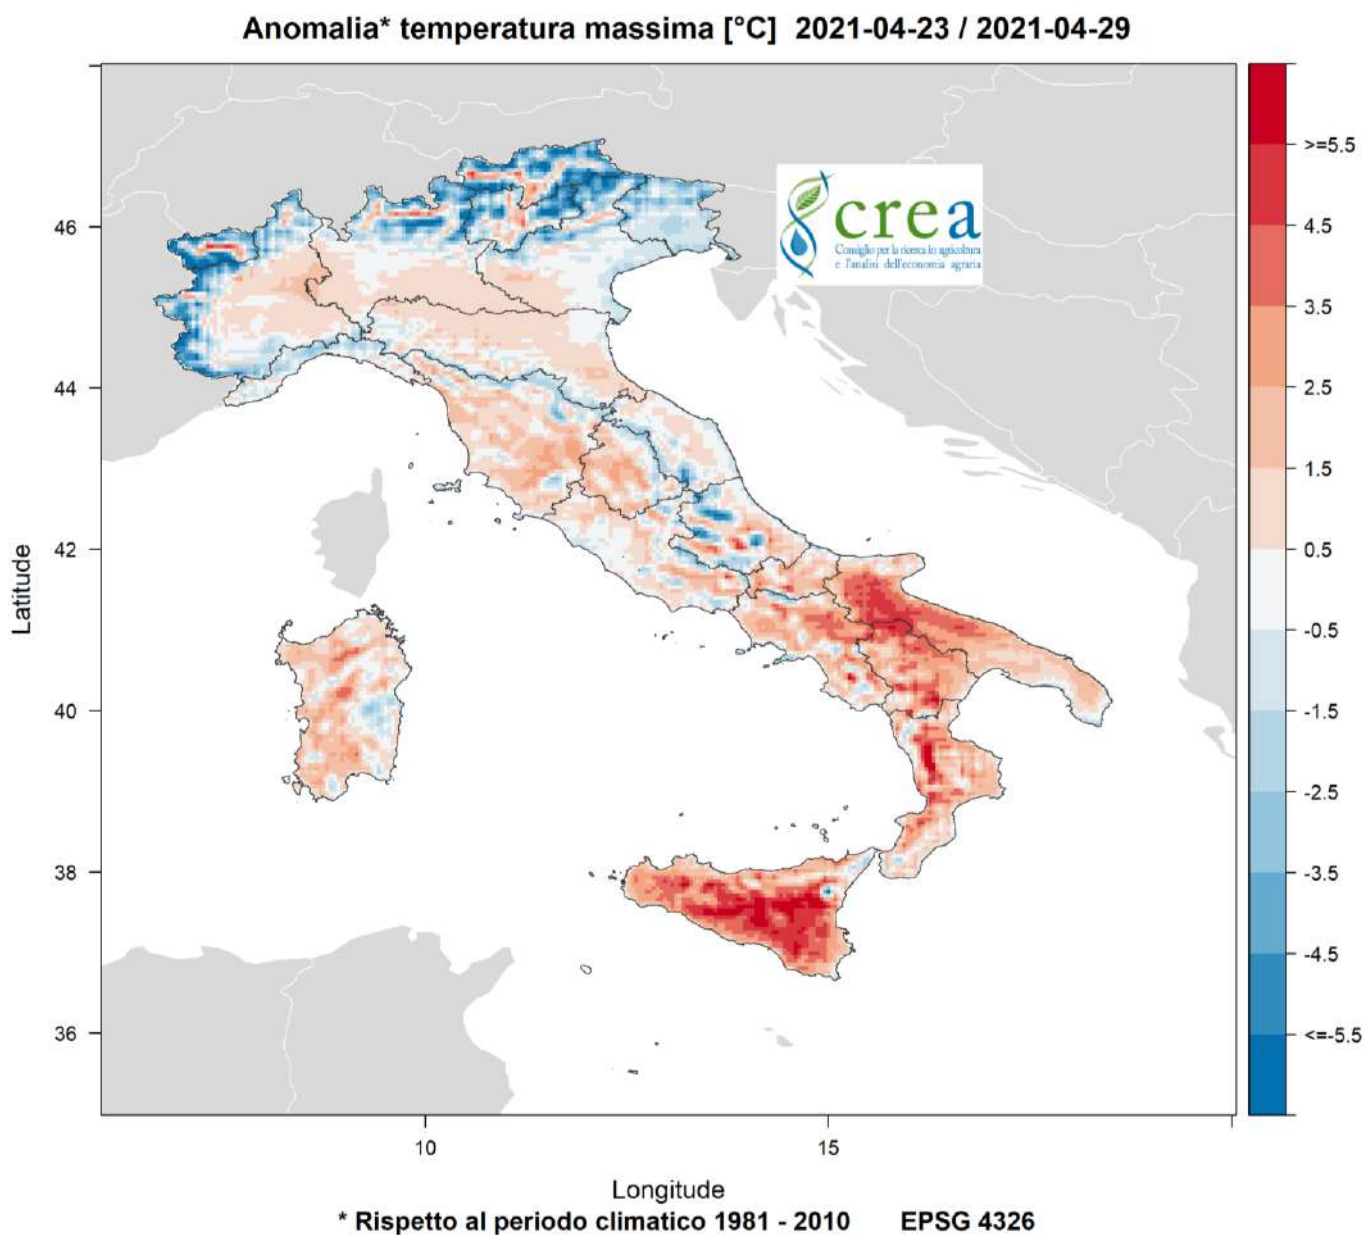 Anomalia* temperatura massima [°C] 2021-04-23 / 2021-04-29
crea
Consiglio per la ricerca in agricoltura
e l'analisi dell'economia agraria
>=5.5
4.5
3.5
2.5
1.5
0.5
-0.5
-1.5
-2.5
-3.5
-4.5
<=-5.5
46
44
42
40
38
36
Latitude
10
15
Longitude
* Rispetto al periodo climatico 1981 - 2010 EPSG 4326